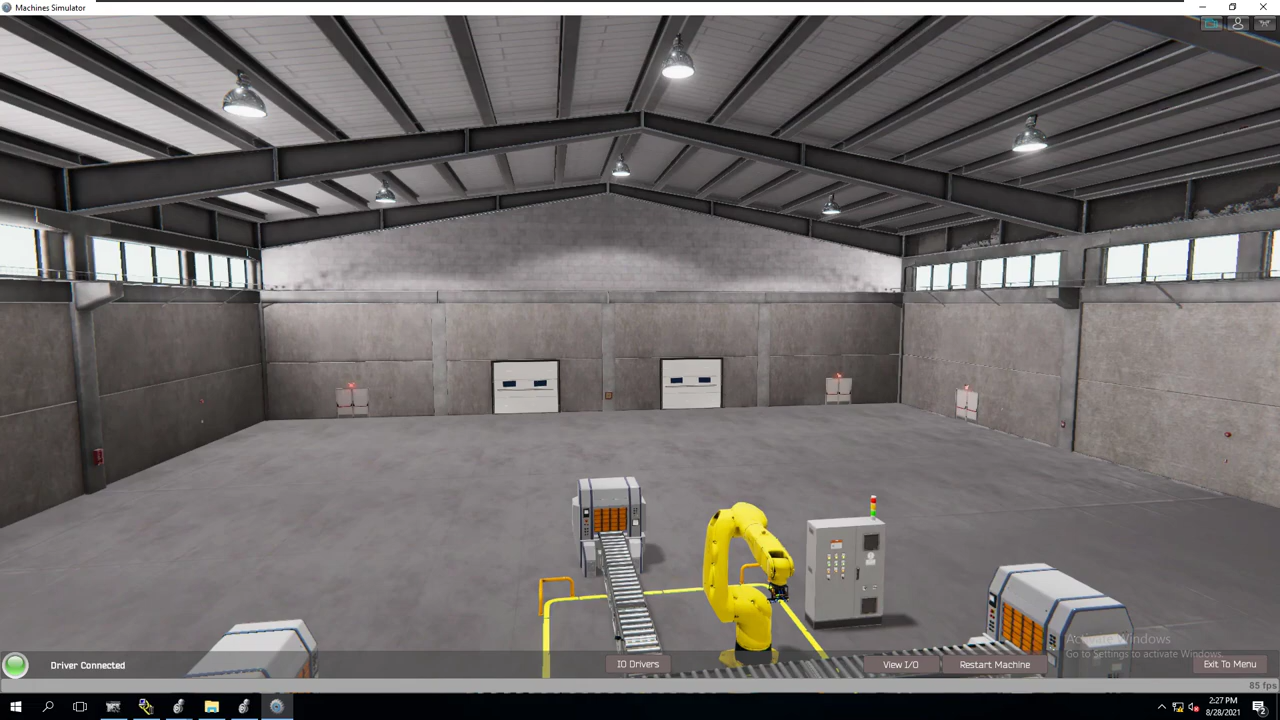 Machines Simulator
Activate Windows
Go to Settings to activate Windows.
Driver Connected
IO Drivers
View I/O
Restart Machine
Exit To Menu
85 fps
2:27 PM
8/28/2021
2